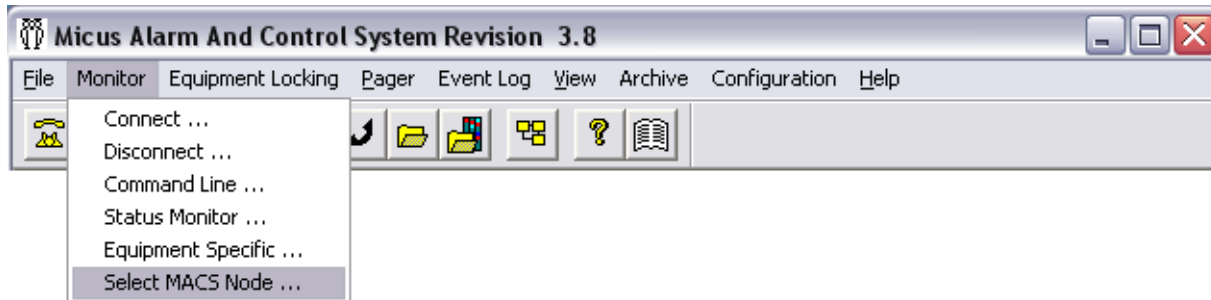 Micus Alarm And Control System Revision 3.8
File Monitor Equipment Locking Pager Event Log View Archive Configuration Help
Connect ...
Disconnect ...
Command Line ...
Status Monitor ...
Equipment Specific ...
Select MACS Node ...